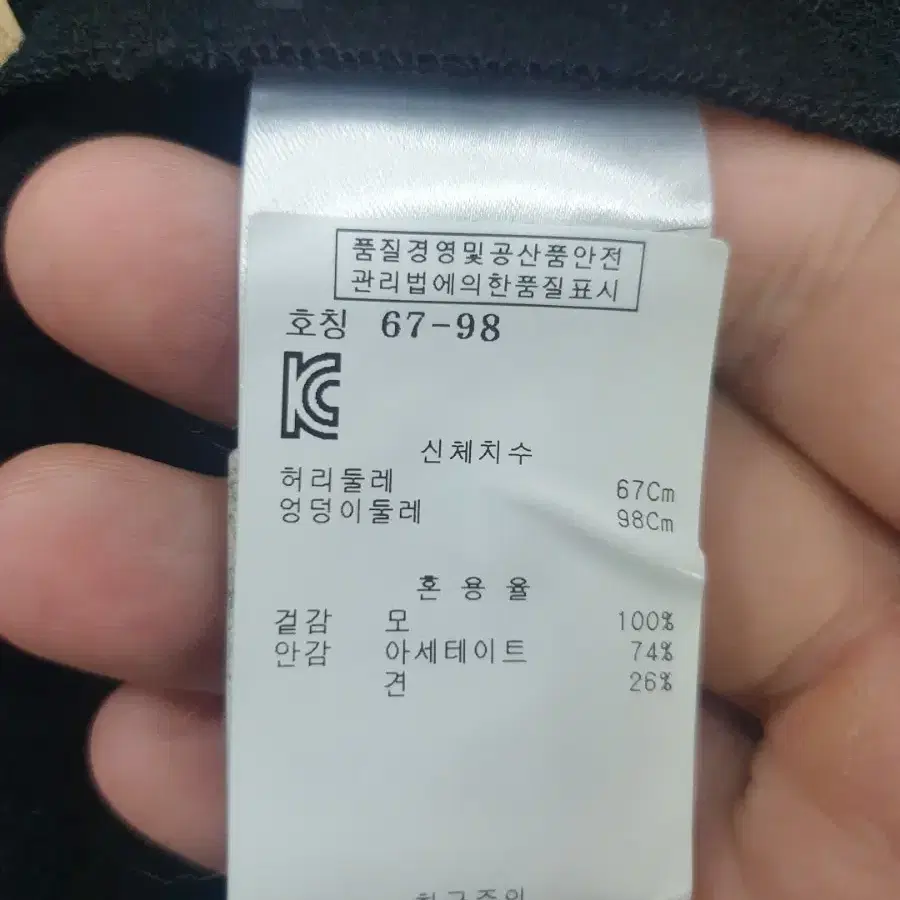 품질경영및공산품안전
관리법에의한품질표시
호칭 67-98
신체치수
허리둘레 67Cm
엉덩이둘레 98Cm
혼 용 율
겉감 모 100%
안감 아세테이트 74%
견 26%